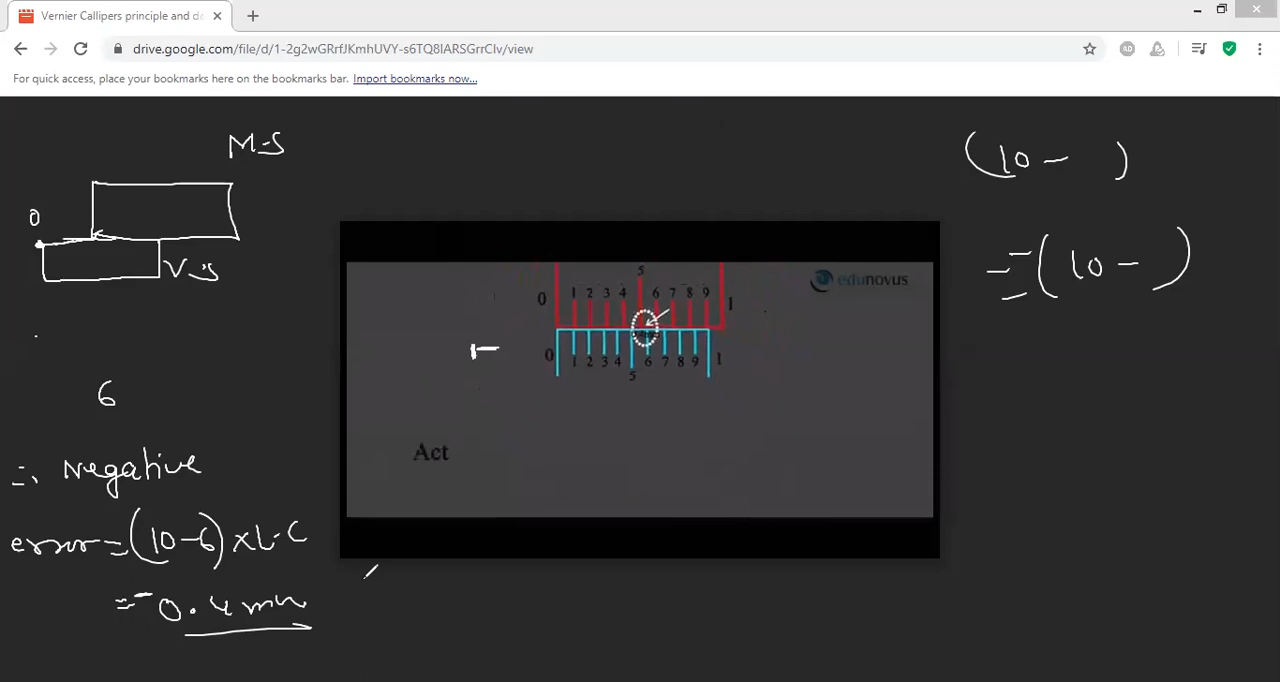 Vernier Callipers principle and de
drive.google.com/file/d/1-2g2wGRrfJKmhUVY-s6TQ8lARSGrrClv/view
For quick access, place your bookmarks here on the bookmarks bar. Import bookmarks now...
M-S
0
V-S
6
∴ Negative
error = (10-6) x L-C
= -0.4 mm
edunovus
5
0 1 2 3 4 6 7 8 9 1
0 1 2 3 4 6 7 8 9 1
5
Act
(10 - )
= (10 - )